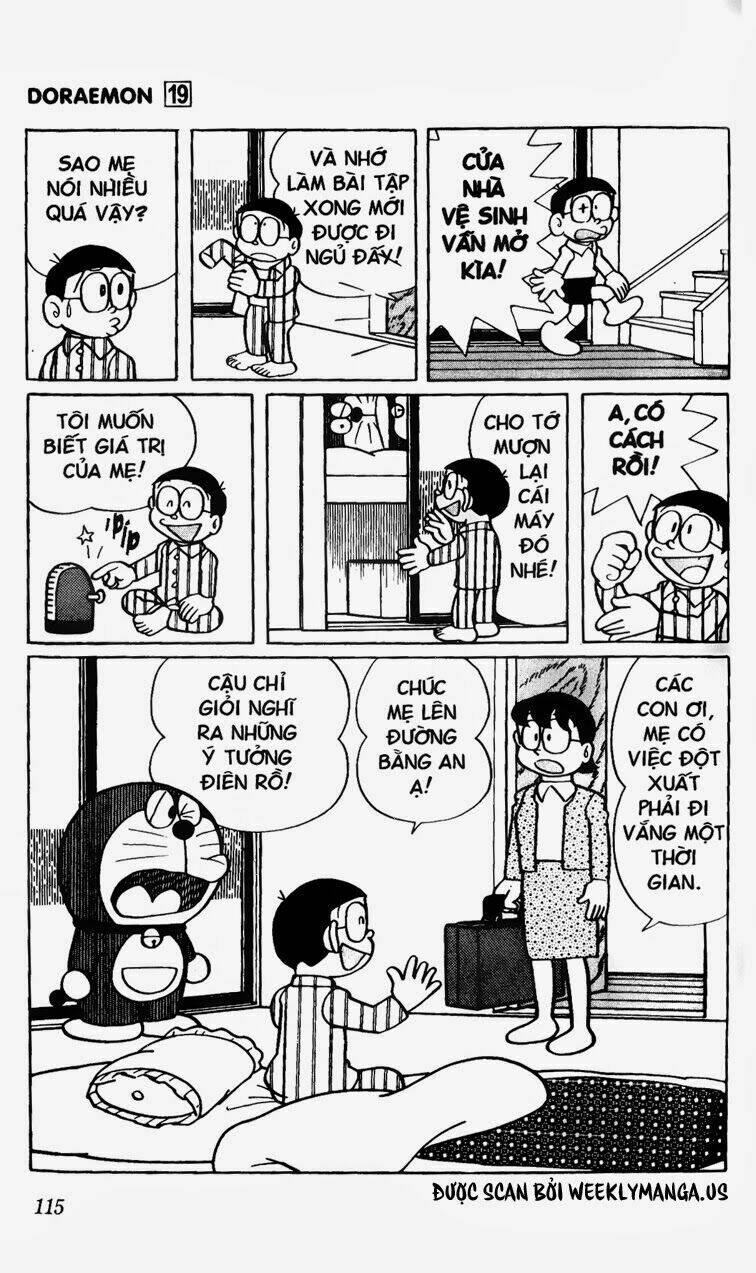 DORAEMON 19
CỬA
NHÀ
VỆ SINH
VẪN MỞ
KÌA!
VÀ NHỚ
LÀM BÀI TẬP
XONG MỚI
ĐƯỢC ĐI
NGỦ ĐẤY!
SAO MẸ
NÓI NHIỀU
QUÁ VẬY?
A, CÓ
CÁCH
RỒI!
CHO TỚ
MƯỢN
LẠI
CÁI
MÁY
ĐÓ
NHÉ!
TÔI MUỐN
BIẾT GIÁ TRỊ
CỦA MẸ!
PÍP
PÍP
CÁC
CON ƠI,
MẸ CÓ
VIỆC ĐỘT
XUẤT
PHẢI ĐI
VẮNG MỘT
THỜI
GIAN.
CHÚC
MẸ LÊN
ĐƯỜNG
BẰNG AN
Ạ!
CẬU CHỈ
GIỎI NGHĨ
RA NHỮNG
Ý TƯỞNG
ĐIÊN RỒ!
115
ĐƯỢC SCAN BỞI WEEKLYMANGA.US